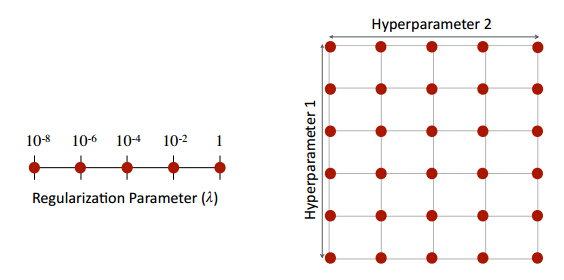 Hyperparameter 2
Hyperparameter 1
10⁻⁸ 10⁻⁶ 10⁻⁴ 10⁻² 1
Regularization Parameter (λ)